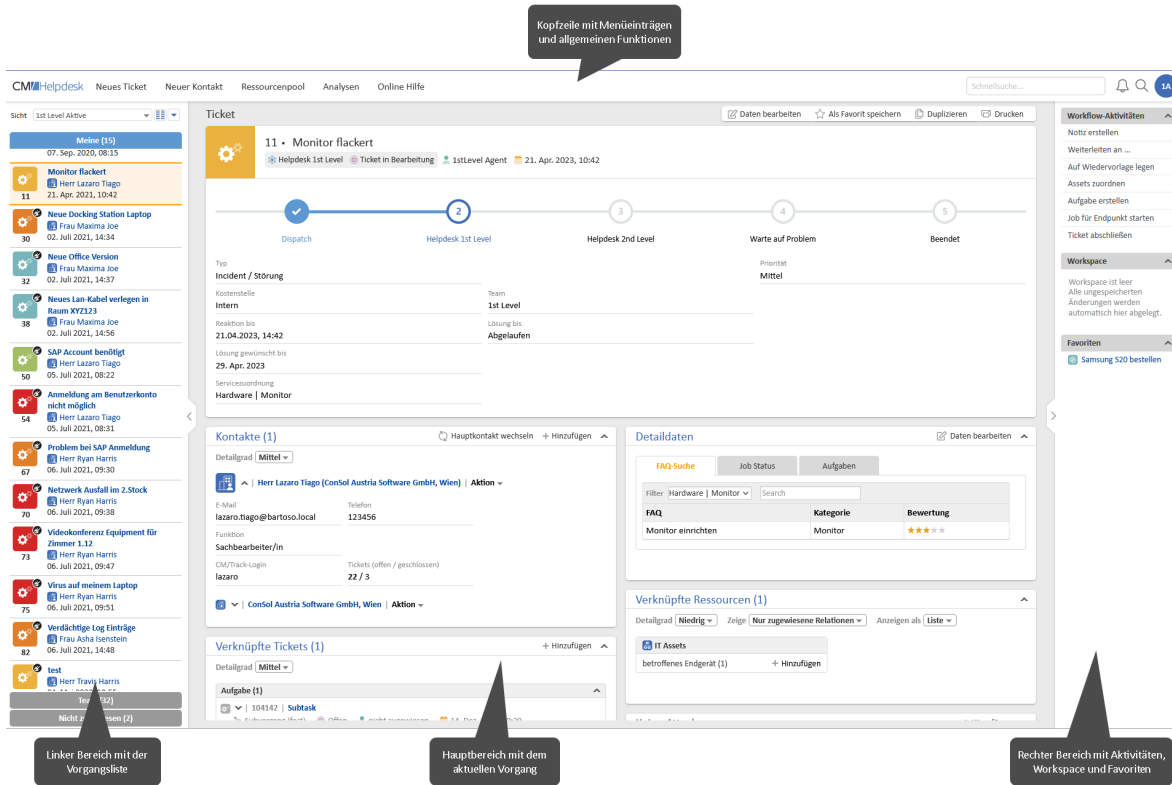 Kopfzeile mit Menüeinträgen
und allgemeinen Funktionen
CM Helpdesk Neues Ticket Neuer Kontakt Ressourcenpool Analysen Online Hilfe Schnellsuche... 1A
Sicht 1st Level Aktive
Meine (15)
07. Sep. 2020, 08:15
Monitor flackert
Herr Lazaro Tiago
11 21. Apr. 2021, 10:42
Neue Docking Station Laptop
Frau Maxima Joe
30 02. Juli 2021, 14:34
Neue Office Version
Frau Maxima Joe
32 02. Juli 2021, 14:37
Neues Lan-Kabel verlegen in
Raum XYZ123
38 Frau Maxima Joe
02. Juli 2021, 14:56
SAP Account benötigt
Herr Lazaro Tiago
50 05. Juli 2021, 08:22
Anmeldung am Benutzerkonto
nicht möglich
54 Herr Lazaro Tiago
05. Juli 2021, 08:31
Problem bei SAP Anmeldung
Herr Ryan Harris
67 06. Juli 2021, 09:30
Netzwerk Ausfall im 2.Stock
Herr Ryan Harris
70 06. Juli 2021, 09:38
Videokonferenz Equipment für
Zimmer 1.12
73 Herr Ryan Harris
06. Juli 2021, 09:47
Virus auf meinem Laptop
Herr Ryan Harris
75 06. Juli 2021, 09:51
Verdächtige Log Einträge
Frau Asha Isenstein
82 06. Juli 2021, 14:48
test
Herr Travis Harris
Nicht
(2)
Ticket
Daten bearbeiten Als Favorit speichern Duplizieren Drucken
11 • Monitor flackert
Helpdesk 1st Level Ticket in Bearbeitung 1stLevel Agent 21. Apr. 2023, 10:42
2 3 4 5
Dispatch Helpdesk 1st Level Helpdesk 2nd Level Warte auf Problem Beendet
Typ Priorität
Incident / Störung Mittel
Kostenstelle Team
Intern 1st Level
Reaktion bis Lösung bis
21.04.2023, 14:42 Abgelaufen
Lösung gewünscht bis
29. Apr. 2023
Servicezuordnung
Hardware | Monitor
Kontakte (1) Hauptkontakt wechseln + Hinzufügen
Detailgrad Mittel
| Herr Lazaro Tiago (ConSol Austria Software GmbH, Wien) | Aktion
E-Mail Telefon
lazaro.tiago@bartoso.local 123456
Funktion
Sachbearbeiter/in
CM/Track-Login Tickets (offen / geschlossen)
lazaro 22 / 3
| ConSol Austria Software GmbH, Wien | Aktion
Verknüpfte Tickets (1) + Hinzufügen
Detailgrad Mittel
Aufgabe (1)
| 104142 | Subtask
Detaildaten Daten bearbeiten
FAQ-Suche Job Status Aufgaben
Filter Hardware | Monitor Search
FAQ Kategorie Bewertung
Monitor einrichten Monitor
Verknüpfte Ressourcen (1)
Detailgrad Niedrig Zeige Nur zugewiesene Relationen Anzeigen als Liste
IT Assets
betroffenes Endgerät (1) + Hinzufügen
Workflow-Aktivitäten
Notiz erstellen
Weiterleiten an ...
Auf Wiedervorlage legen
Assets zuordnen
Aufgabe erstellen
Job für Endpunkt starten
Ticket abschließen
Workspace
Workspace ist leer
Alle ungespeicherten
Änderungen werden
automatisch hier abgelegt.
Favoriten
Samsung S20 bestellen
Linker Bereich mit der
Vorgangsliste
Hauptbereich mit dem
aktuellen Vorgang
Rechter Bereich mit Aktivitäten,
Workspace und Favoriten